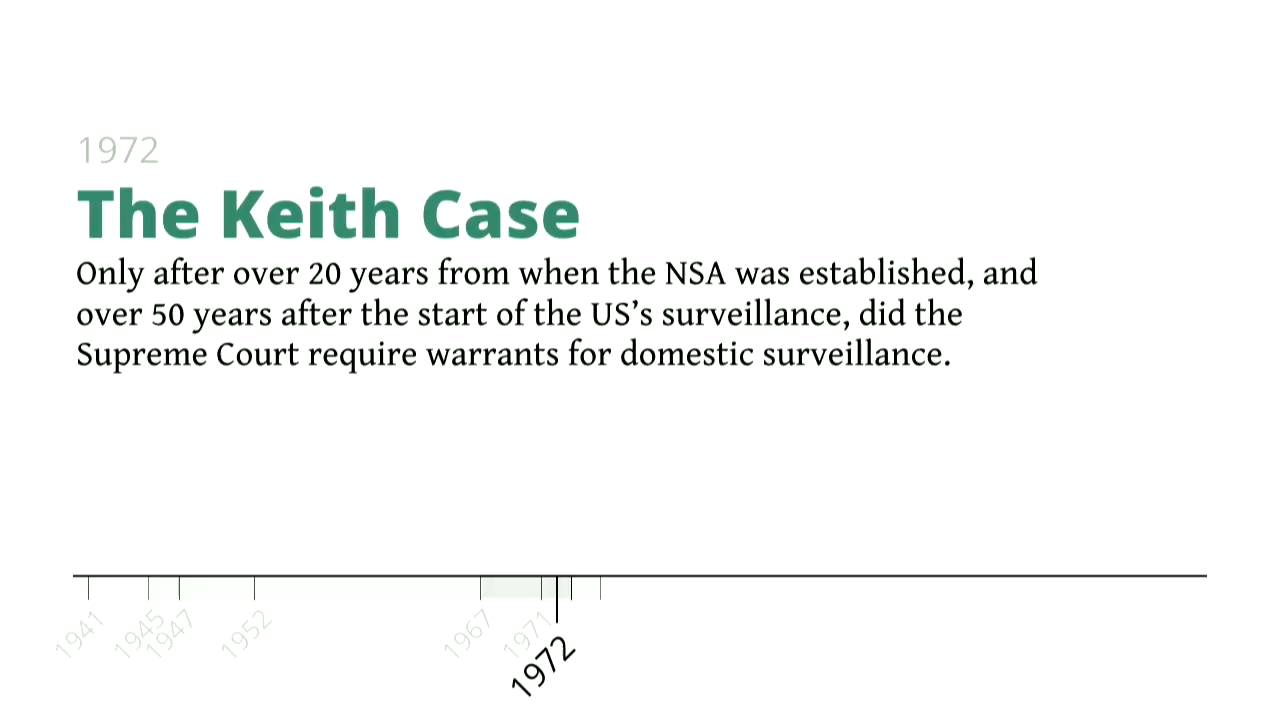 1972
The Keith Case
Only after over 20 years from when the NSA was established, and
over 50 years after the start of the US’s surveillance, did the
Supreme Court require warrants for domestic surveillance.
1941
1945
1947
1952
1967
1971
1972